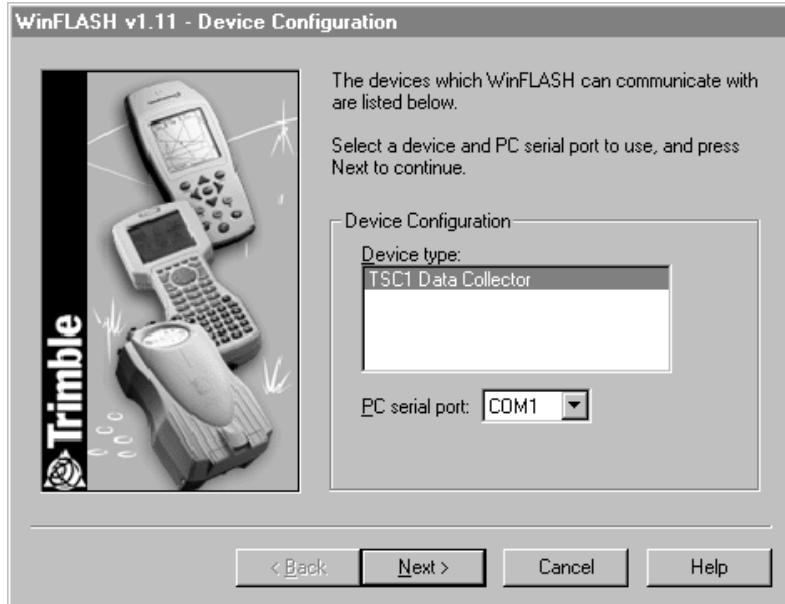 WinFLASH v1.11 - Device Configuration
The devices which WinFLASH can communicate with
are listed below.
Select a device and PC serial port to use, and press
Next to continue.
Device Configuration
Device type:
TSC1 Data Collector
PC serial port: COM1
Trimble
< Back Next > Cancel Help